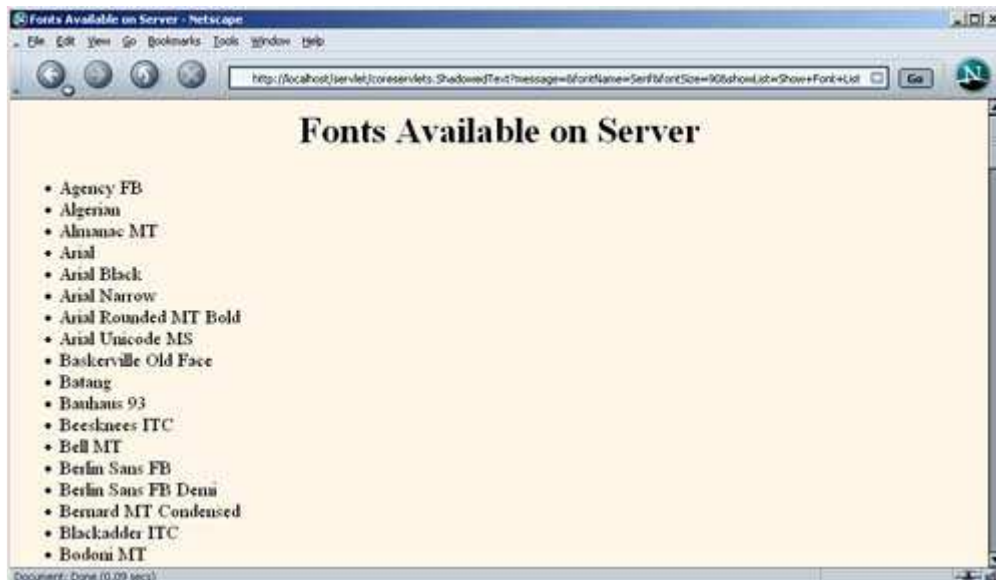 Fonts Available on Server - Netscape
File Edit View Go Bookmarks Tools Window Help
http://localhost/servlet/coreservlets.ShadowedText?message=&fontName=Serif&fontSize=90&showList=Show+Font+List Go N
Fonts Available on Server
• Agency FB
• Algerian
• Almanac MT
• Arial
• Arial Black
• Arial Narrow
• Arial Rounded MT Bold
• Arial Unicode MS
• Baskerville Old Face
• Batang
• Bauhaus 93
• Beesknees ITC
• Bell MT
• Berlin Sans FB
• Berlin Sans FB Demi
• Bernard MT Condensed
• Blackadder ITC
• Bodoni MT
Document: Done (0.09 secs)